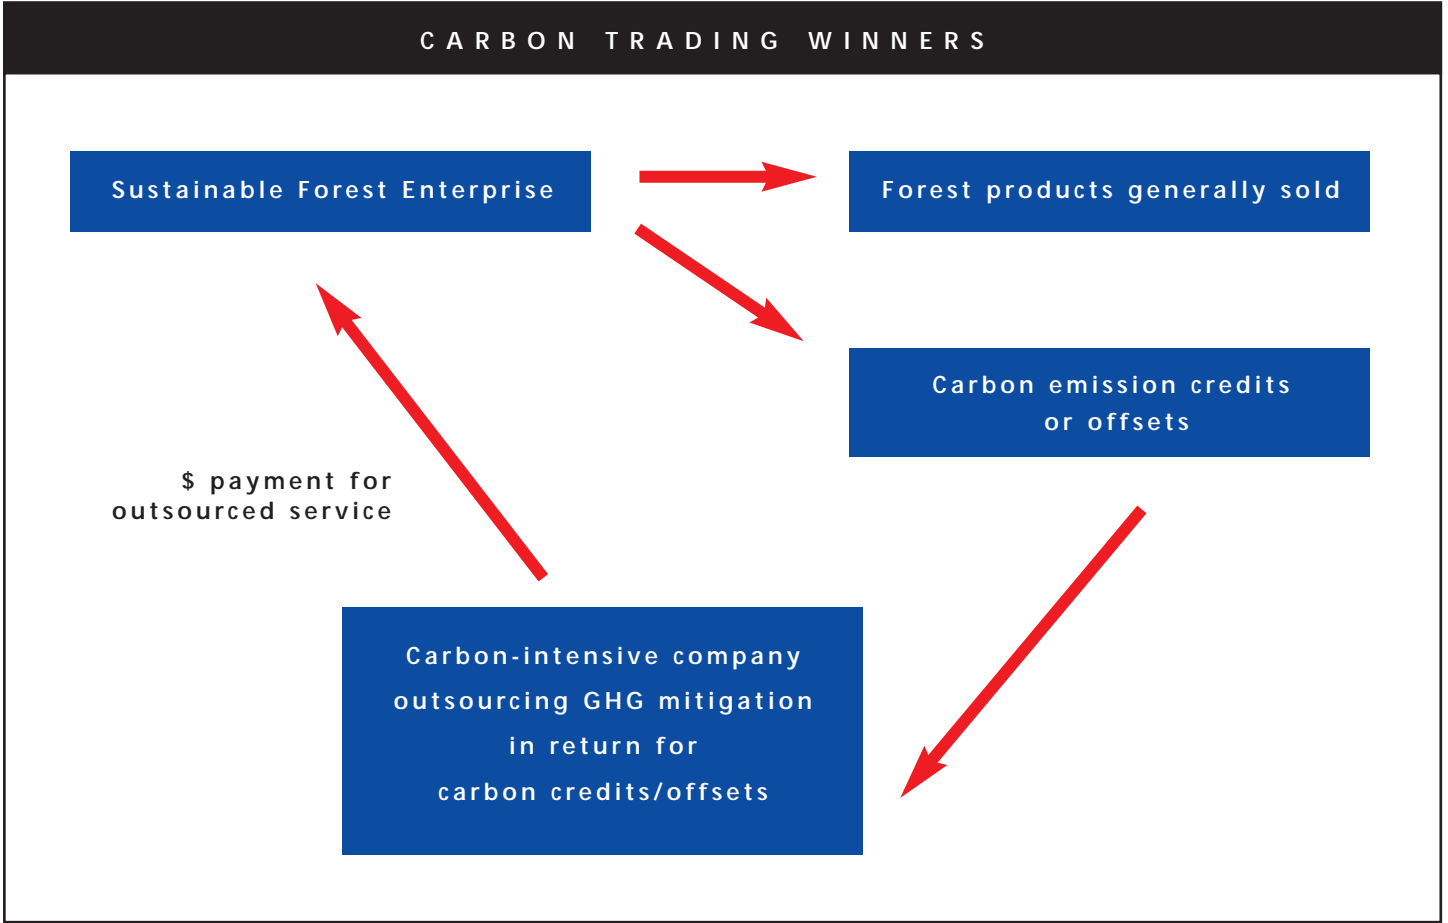 CARBON TRADING WINNERS
Sustainable Forest Enterprise
Forest products generally sold
Carbon emission credits
or offsets
$ payment for
outsourced service
Carbon-intensive company
outsourcing GHG mitigation
in return for
carbon credits/offsets